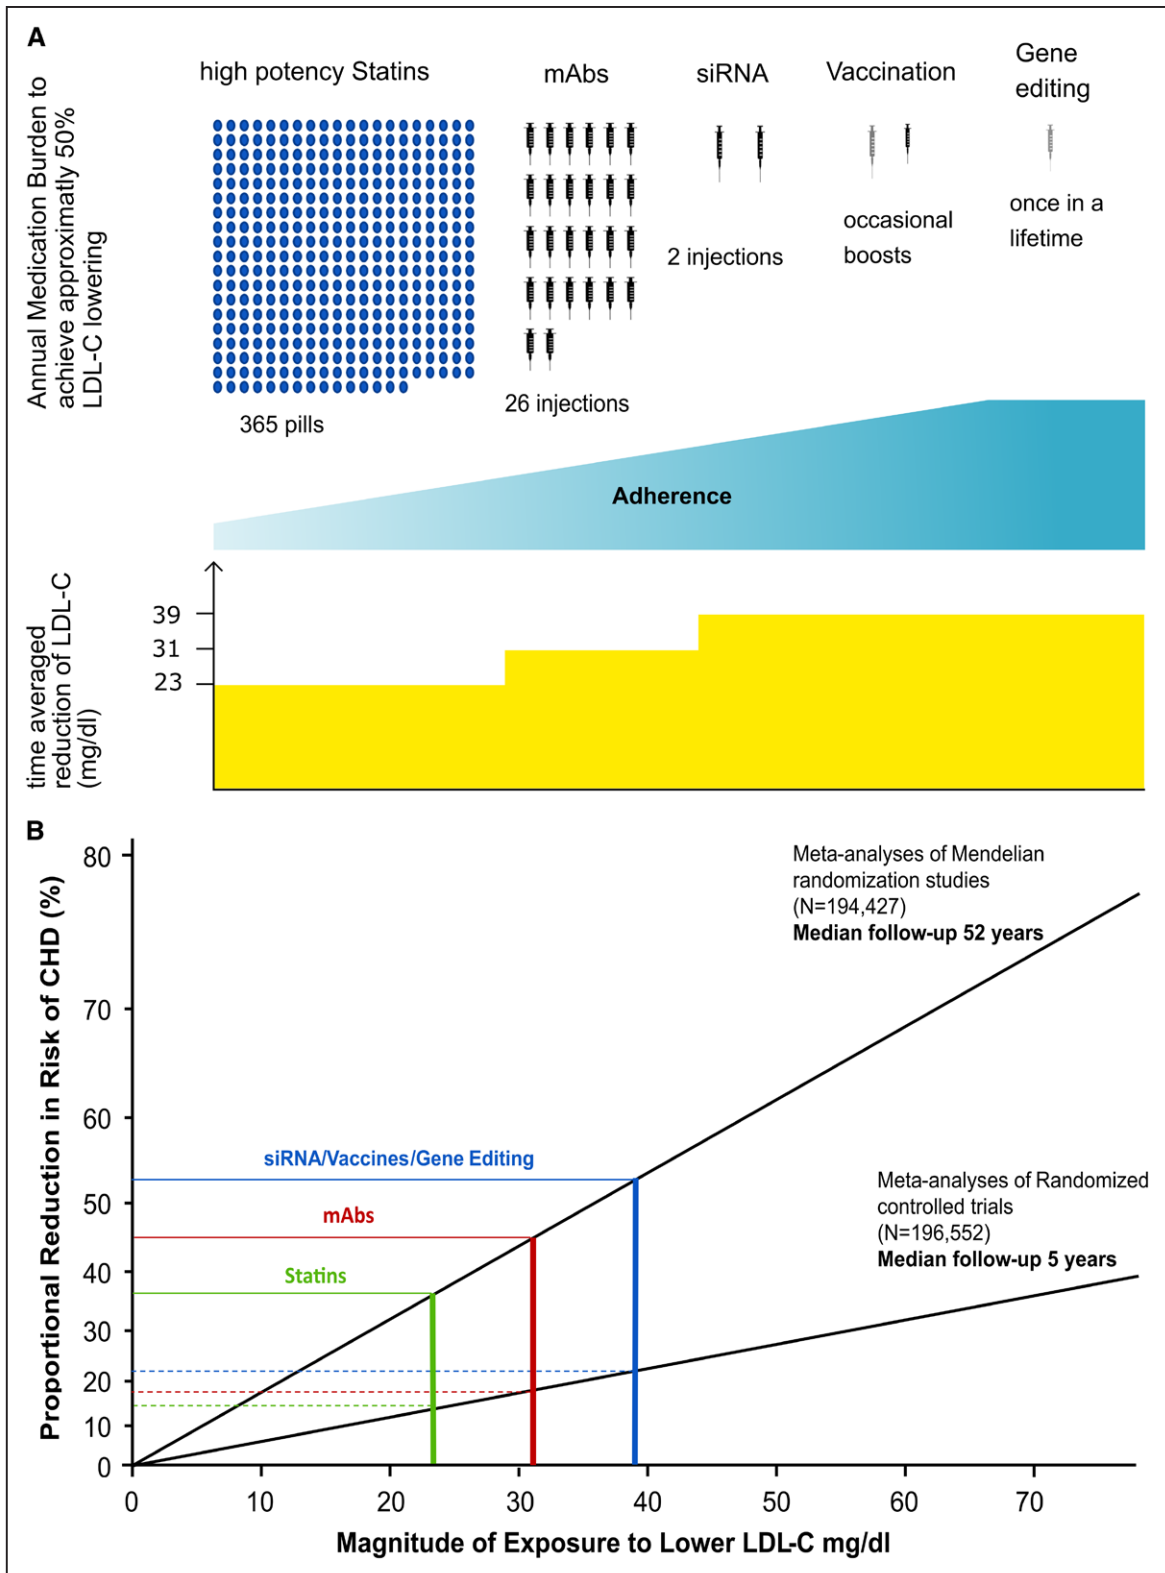 A
high potency Statins
mAbs
siRNA
Vaccination
Gene
editing
Annual Medication Burden to
achieve approximatly 50%
LDL-C lowering
365 pills
26 injections
2 injections
occasional
boosts
once in a
lifetime
Adherence
time averaged
reduction of LDL-C
(mg/dl)
39
31
23
B
Proportional Reduction in Risk of CHD (%)
80
70
60
50
40
30
20
10
0
Meta-analyses of Mendelian
randomization studies
(N=194,427)
Median follow-up 52 years
siRNA/Vaccines/Gene Editing
mAbs
Statins
Meta-analyses of Randomized
controlled trials
(N=196,552)
Median follow-up 5 years
0 10 20 30 40 50 60 70
Magnitude of Exposure to Lower LDL-C mg/dl